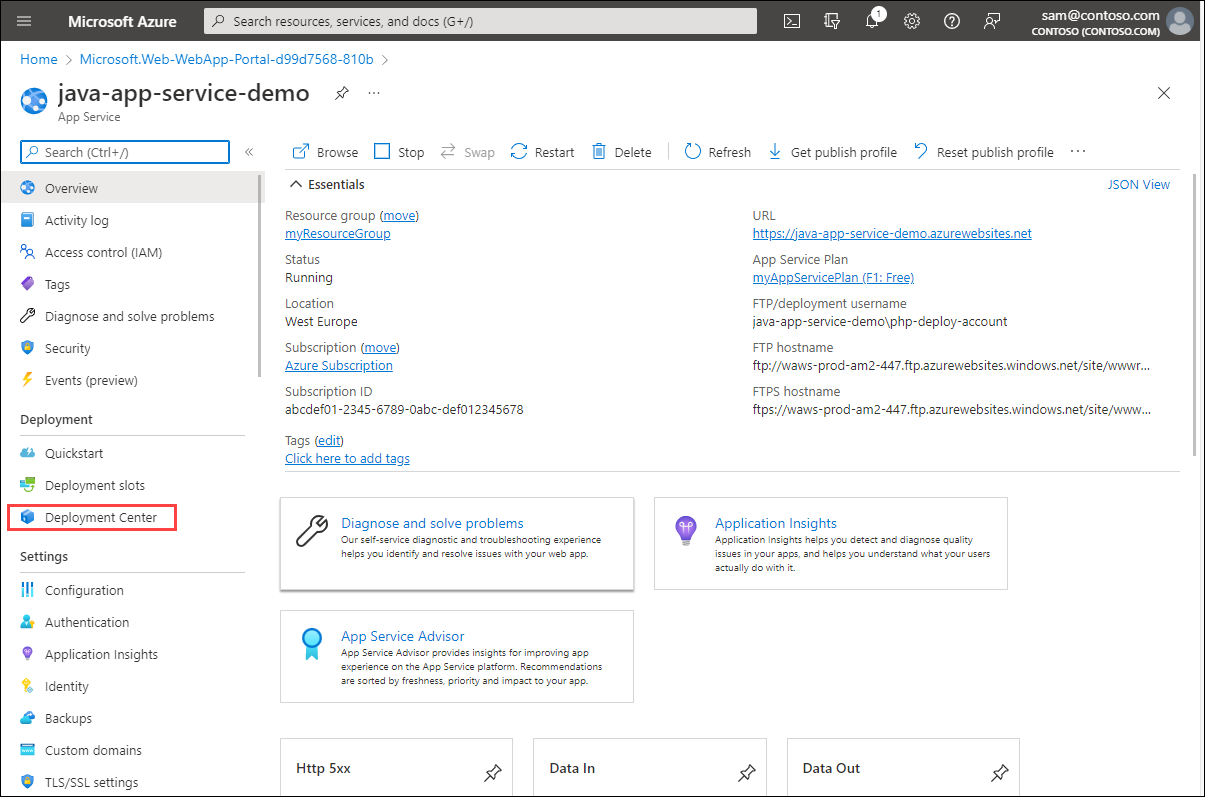 Microsoft Azure
Search resources, services, and docs (G+/)
1
sam@contoso.com
CONTOSO (CONTOSO.COM)
Home > Microsoft.Web-WebApp-Portal-d99d7568-810b >
java-app-service-demo
...
App Service
Search (Ctrl+/)
«
Browse Stop Swap Restart Delete Refresh Get publish profile Reset publish profile ...
Overview
Activity log
Access control (IAM)
Tags
Diagnose and solve problems
Security
Events (preview)
Deployment
Quickstart
Deployment slots
Deployment Center
Settings
Configuration
Authentication
Application Insights
Identity
Backups
Custom domains
TLS/SSL settings
Essentials
JSON View
Resource group (move)
myResourceGroup
Status
Running
Location
West Europe
Subscription (move)
Azure Subscription
Subscription ID
abcdef01-2345-6789-0abc-def012345678
Tags (edit)
Click here to add tags
URL
https://java-app-service-demo.azurewebsites.net
App Service Plan
myAppServicePlan (F1: Free)
FTP/deployment username
java-app-service-demo\php-deploy-account
FTP hostname
ftp://waws-prod-am2-447.ftp.azurewebsites.windows.net/site/wwwr...
FTPS hostname
ftps://waws-prod-am2-447.ftp.azurewebsites.windows.net/site/www...
Diagnose and solve problems
Our self-service diagnostic and troubleshooting experience
helps you identify and resolve issues with your web app.
Application Insights
Application Insights helps you detect and diagnose quality
issues in your apps, and helps you understand what your users
actually do with it.
App Service Advisor
App Service Advisor provides insights for improving app
experience on the App Service platform. Recommendations
are sorted by freshness, priority and impact to your app.
Http 5xx
Data In
Data Out